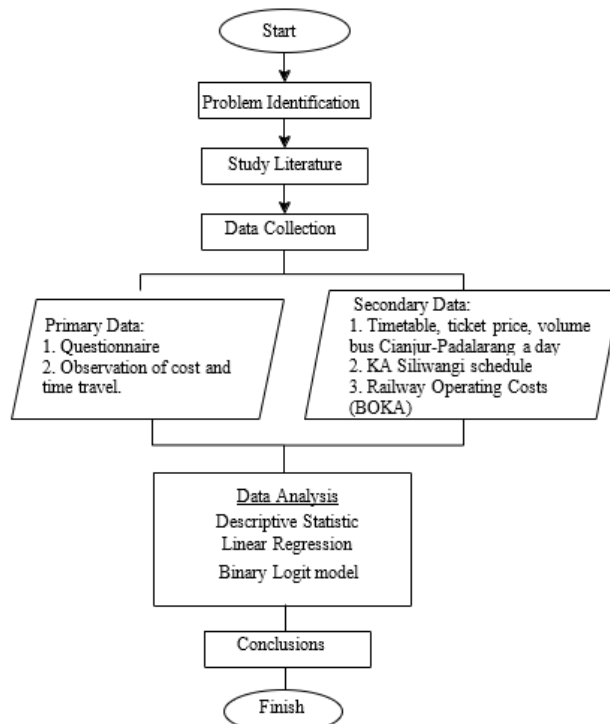 Start
Problem Identification
Study Literature
Data Collection
Primary Data:
1. Questionnaire
2. Observation of cost and
time travel.
Secondary Data:
1. Timetable, ticket price, volume
bus Cianjur-Padalarang a day
2. KA Siliwangi schedule
3. Railway Operating Costs
(BOKA)
Data Analysis
Descriptive Statistic
Linear Regression
Binary Logit model
Conclusions
Finish